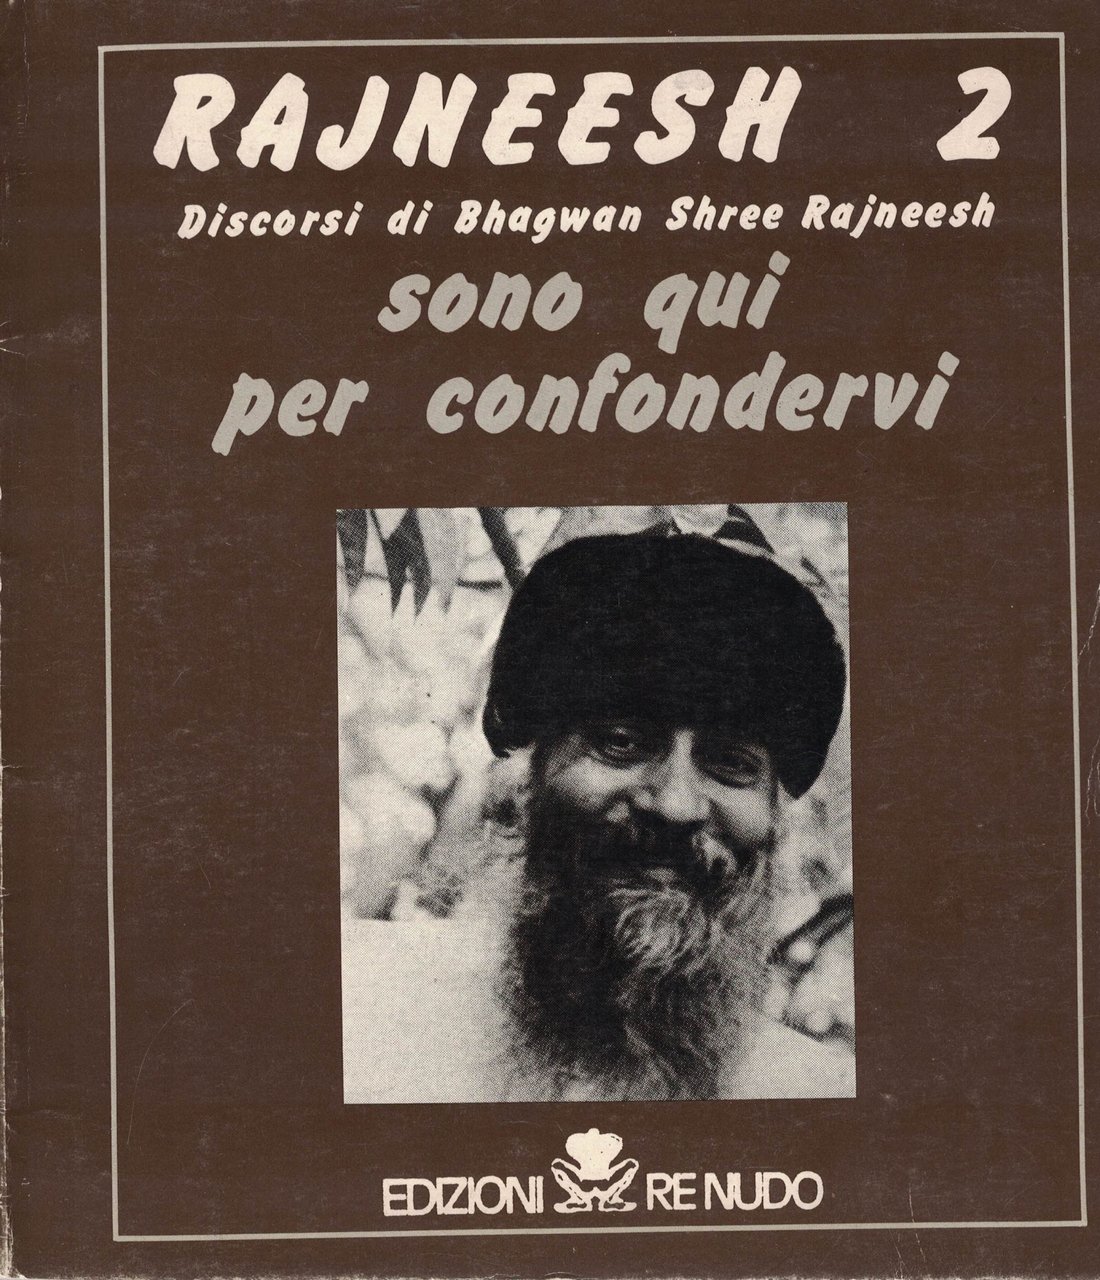 RAJNEESH 2
Discorsi di Bhagwan Shree Rajneesh
sono qui
per confondervi
EDIZIONI RE NUDO